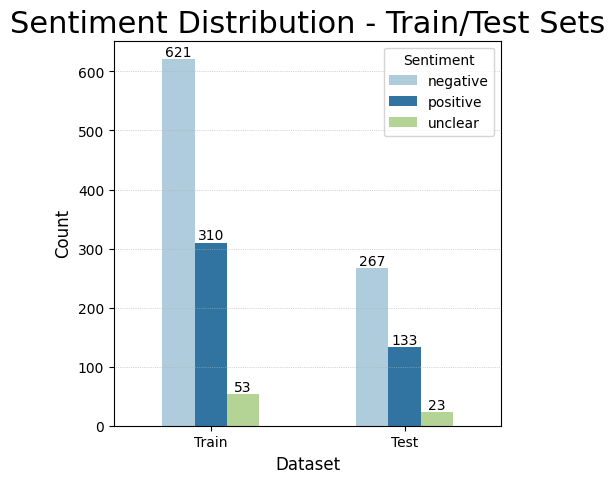 Sentiment Distribution - Train/Test Sets
Sentiment
negative
positive
unclear
621
310
53
267
133
23
600
500
400
300
200
100
0
Count
Train
Test
Dataset